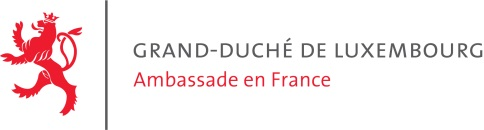 GRAND-DUCHÉ DE LUXEMBOURG
Ambassade en France